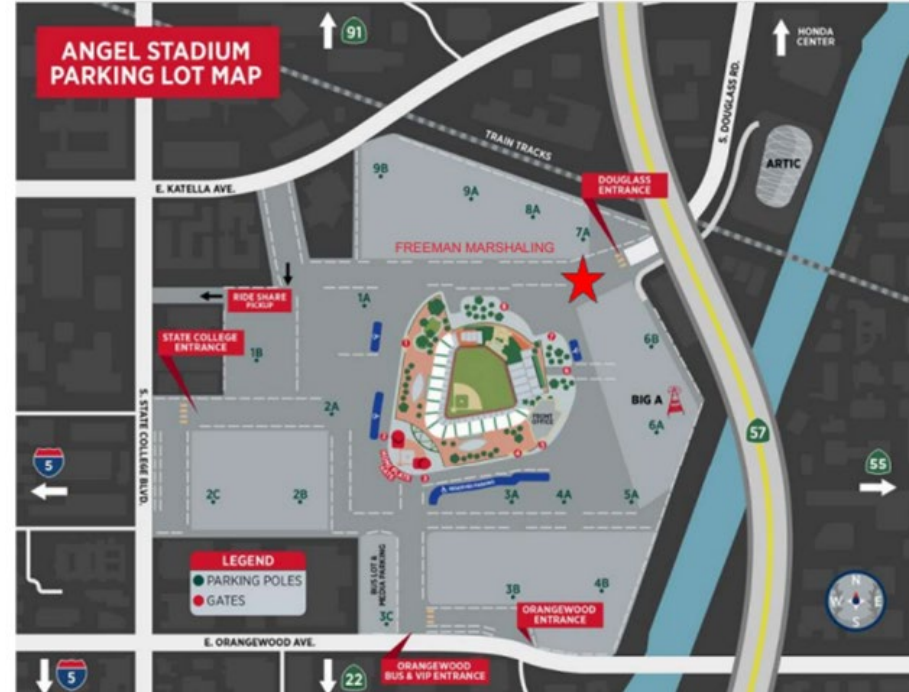 ANGEL STADIUM
PARKING LOT MAP
91
HONDA
CENTER
S. DOUGLASS RD.
TRAIN TRACKS
ARTIC
9B
9A
8A
7A
DOUGLASS
ENTRANCE
E. KATELLA AVE.
FREEMAN MARSHALING
RIDE SHARE
PICKUP
1A
STATE COLLEGE
ENTRANCE
1B
6B
2A
BIG A
6A
FRONT
OFFICE
S. STATE COLLEGE BLVD.
HOME PLATE
5
57
55
2C
2B
3A
4A
5A
LEGEND
PARKING POLES
GATES
BUS LOT &
MEDIA PARKING
3C
3B
4B
ORANGEWOOD
ENTRANCE
N
W
E
S
E. ORANGEWOOD AVE.
ORANGEWOOD
BUS & VIP ENTRANCE
5
22